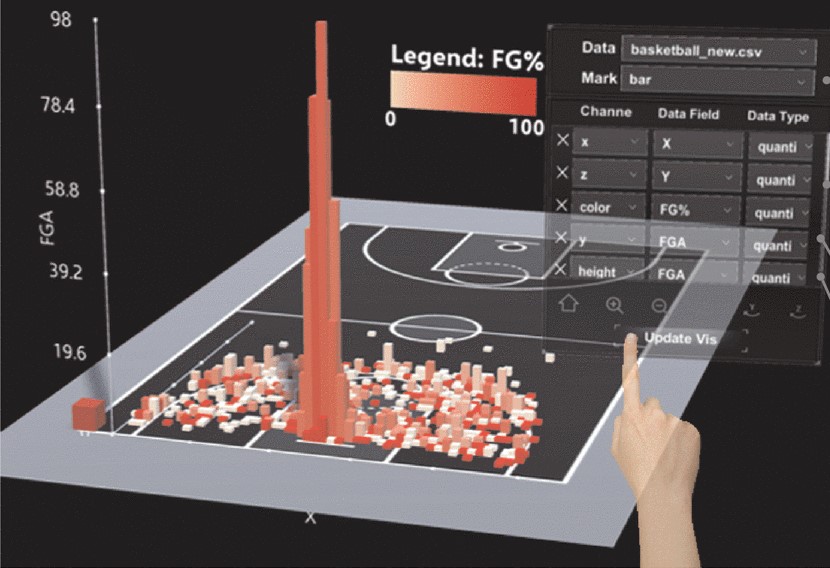 98
78.4
58.8
FGA
39.2
19.6
X
Legend: FG%
0 100
Data basketball_new.csv
Mark bar
Channe Data Field Data Type
x X quanti
z Y quanti
color FG% quanti
y FGA quanti
height FGA quanti
Update Vis